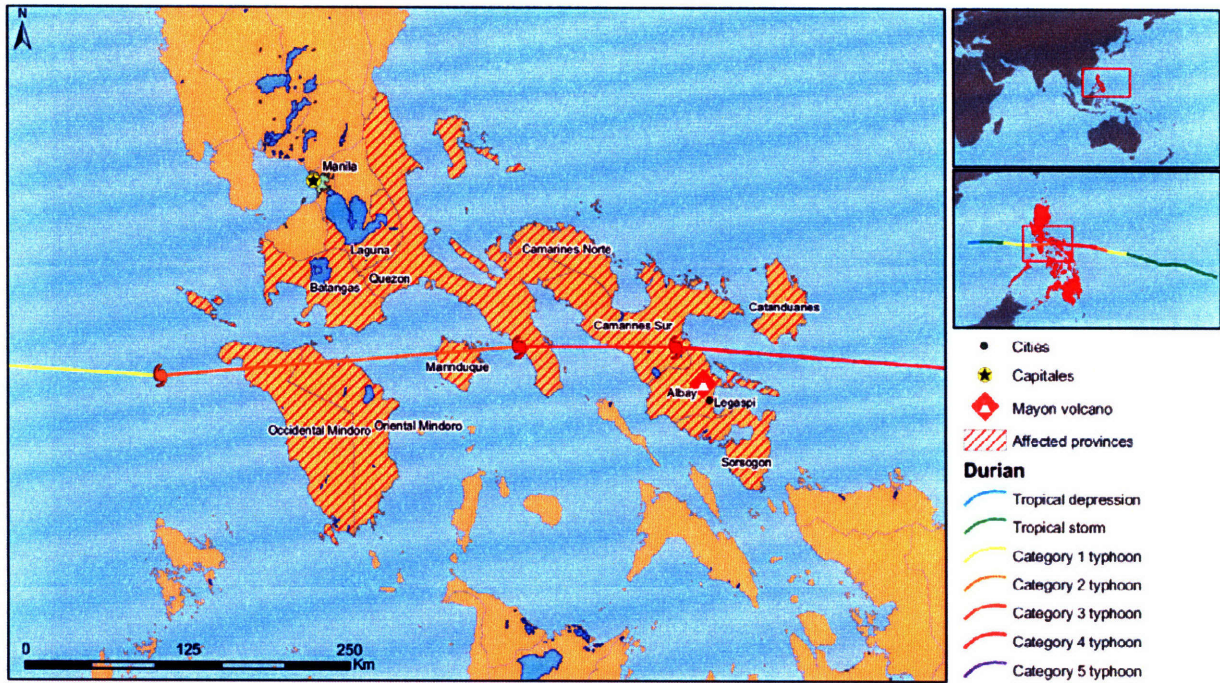 N
Manila
Laguna
Quezon
Batangas
Camarines Norte
Catanduanes
Camarines Sur
Marinduque
Albay
Legaspi
Occidental Mindoro
Oriental Mindoro
Sorsogon
0
125
250
Km
Cities
Capitales
Mayon volcano
Affected provinces
Durian
Tropical depression
Tropical storm
Category 1 typhoon
Category 2 typhoon
Category 3 typhoon
Category 4 typhoon
Category 5 typhoon